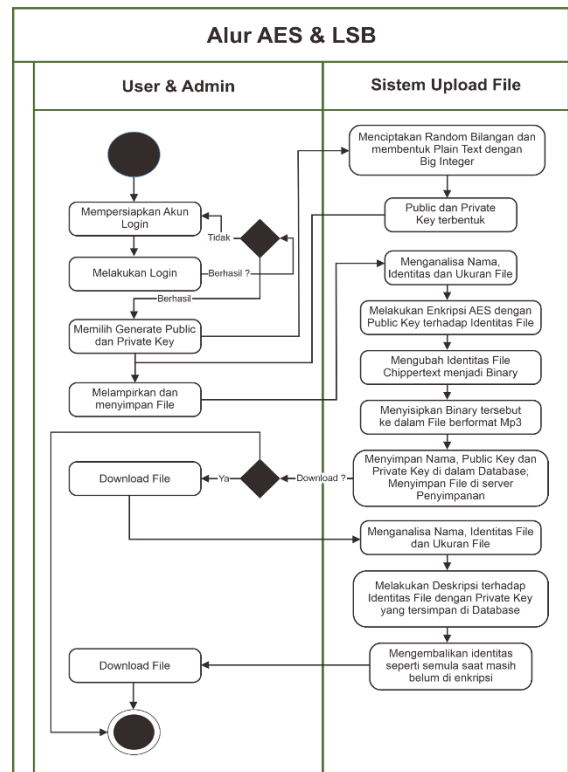 Alur AES & LSB
User & Admin
Sistem Upload File
Menciptakan Random Bilangan dan
membentuk Plain Text dengan
Big Integer
Public dan Private
Key terbentuk
Mempersiapkan Akun
Login
Tidak
Melakukan Login
Berhasil ?
Berhasil
Memilih Generate Public
dan Private Key
Melampirkan dan
menyimpan File
Menganalisa Nama,
Identitas dan Ukuran File
Melakukan Enkripsi AES dengan
Public Key terhadap Identitas File
Mengubah Identitas File
Chippertext menjadi Binary
Menyisipkan Binary tersebut
ke dalam File berformat Mp3
Menyimpan Nama, Public Key dan
Private Key di dalam Database;
Menyimpan File di server
Penyimpanan
Download ?
Ya
Download File
Menganalisa Nama, Identitas File
dan Ukuran File
Melakukan Deskripsi terhadap
Identitas File dengan Private Key
yang tersimpan di Database
Mengembalikan identitas
seperti semula saat masih
belum di enkripsi
Download File